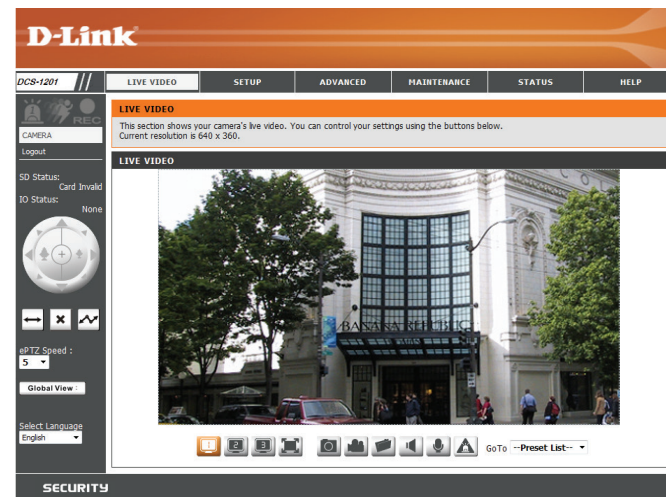 D-Link
DCS-1201
LIVE VIDEO SETUP ADVANCED MAINTENANCE STATUS HELP
REC
CAMERA
Logout
SD Status:
Card Invalid
IO Status:
None
ePTZ Speed :
5
Global View :
Select Language
English
LIVE VIDEO
This section shows your camera's live video. You can control your settings using the buttons below.
Current resolution is 640 x 360.
LIVE VIDEO
BANANA REPUBLIC
1 2 3 GoTo --Preset List--
SECURITY